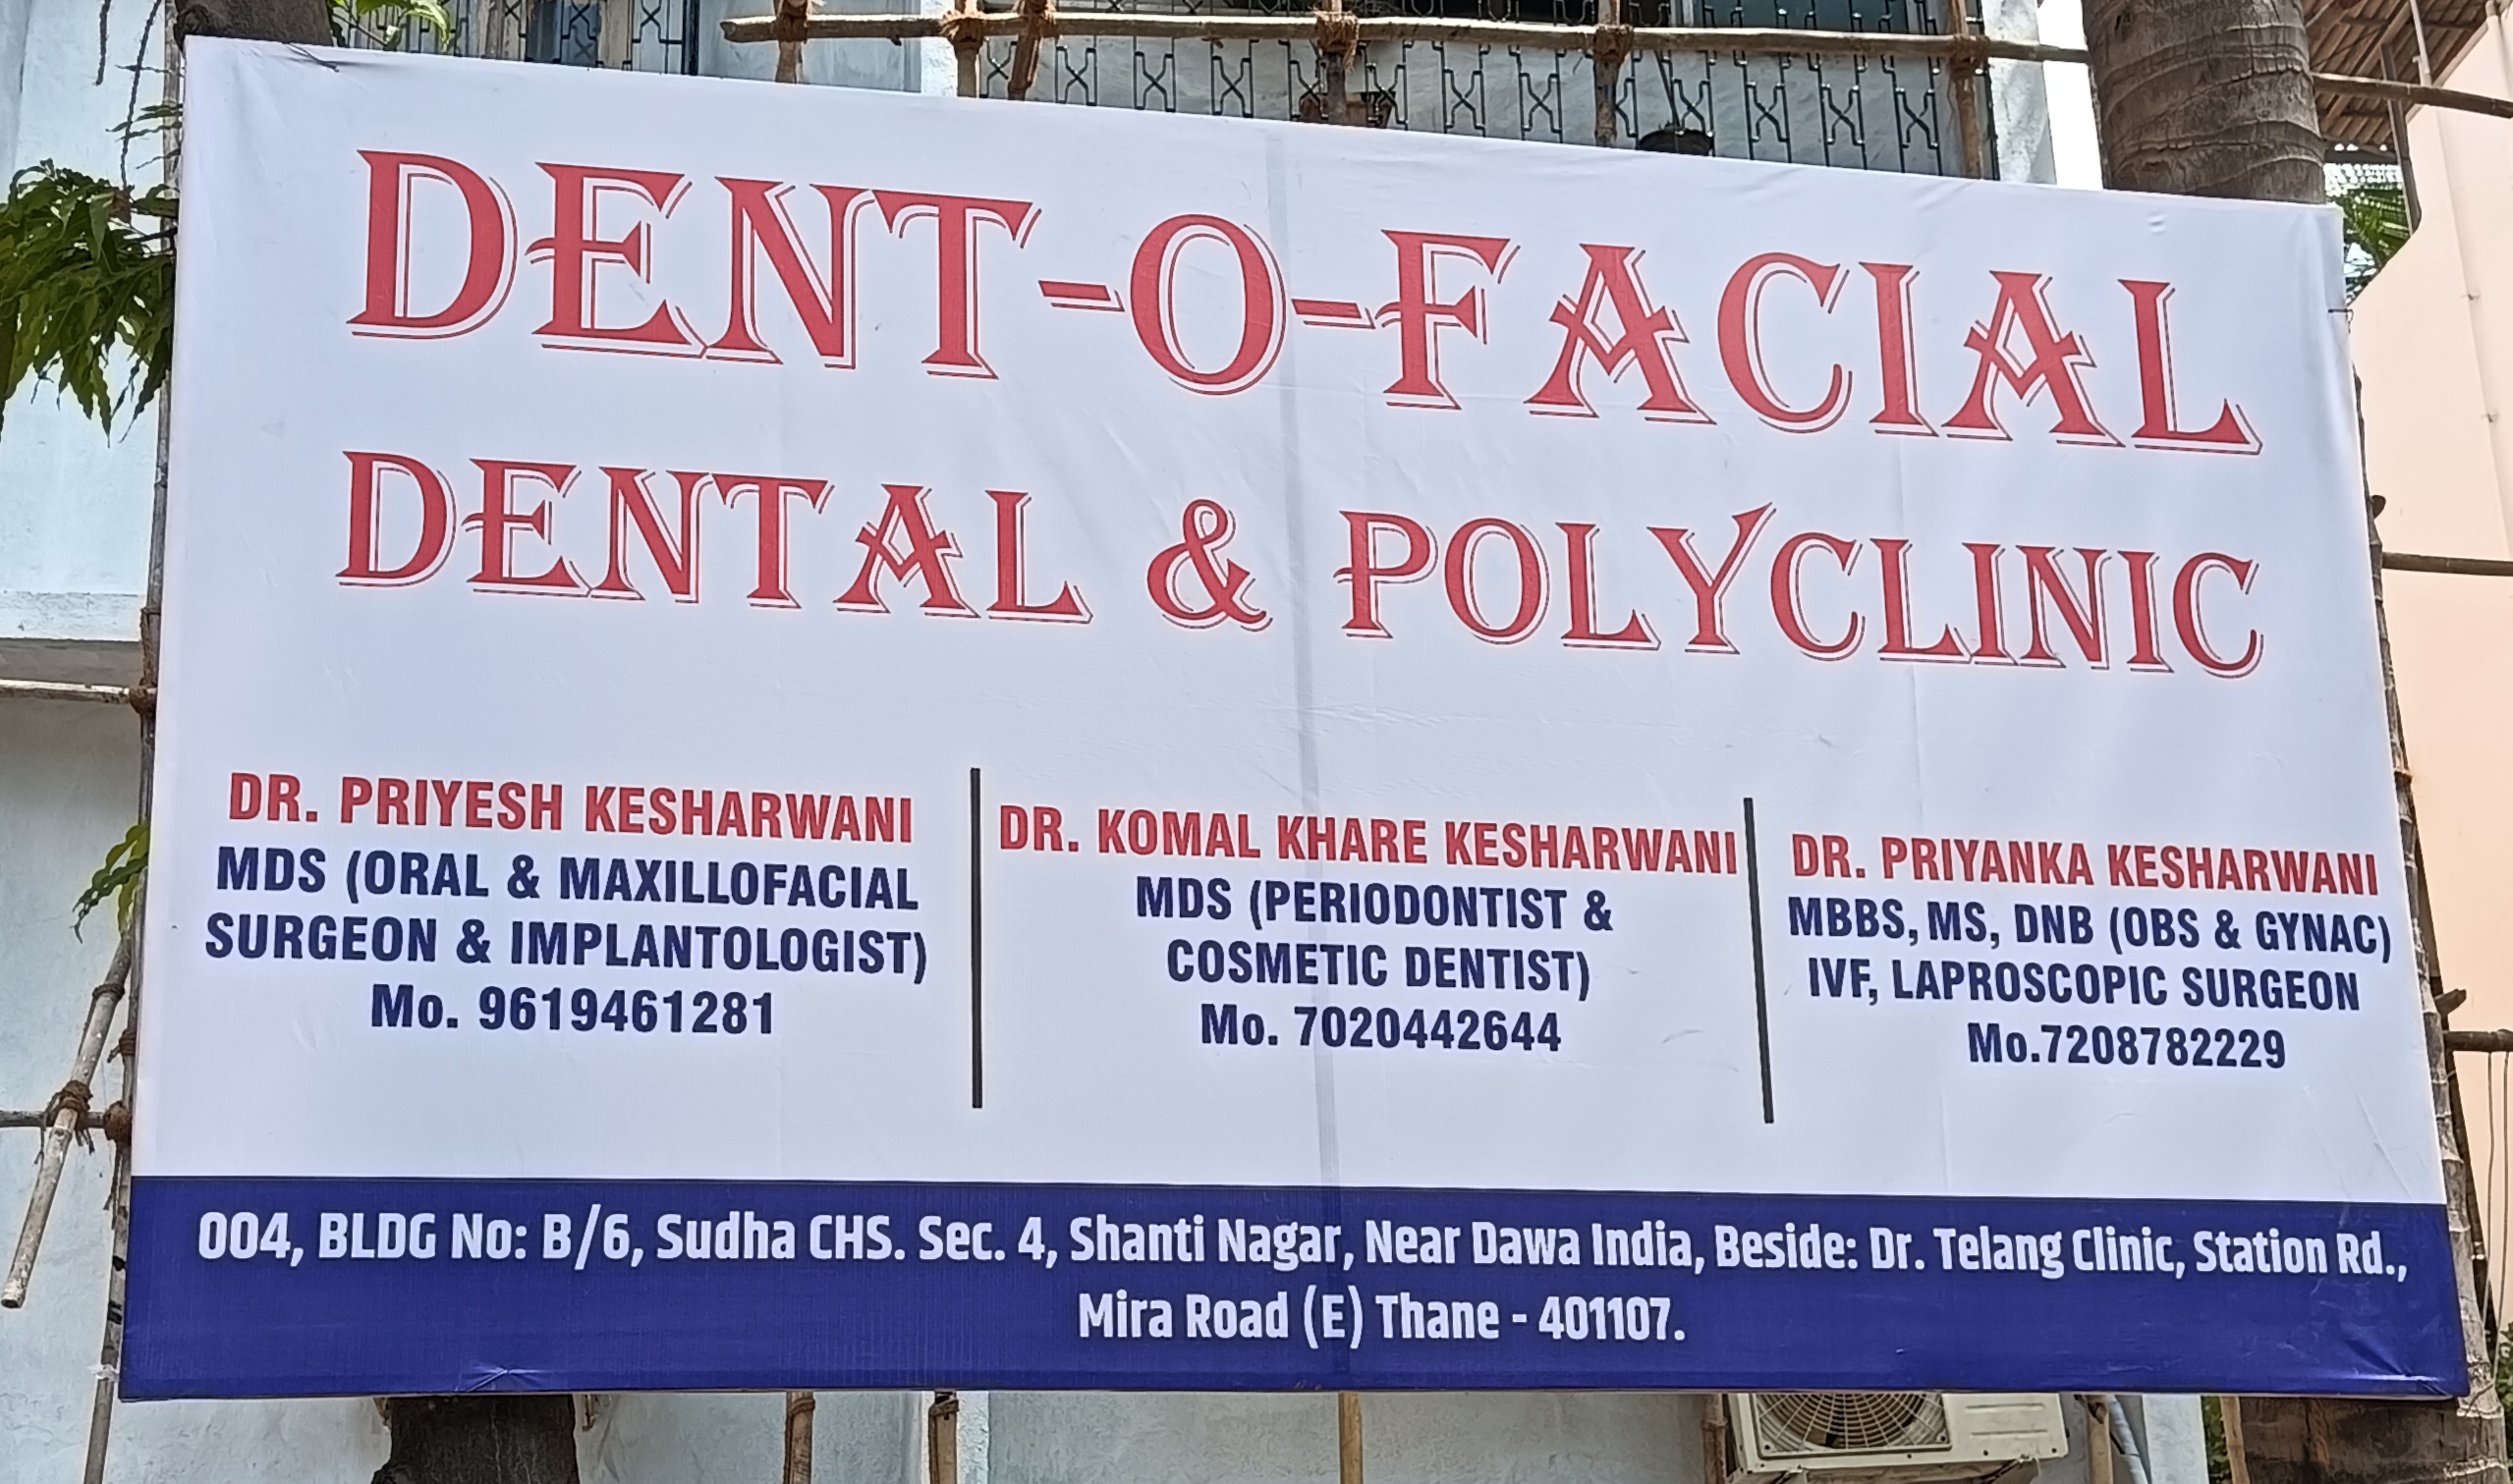 DENT-O-FACIAL
DENTAL & POLYCLINIC
DR. PRIYESH KESHARWANI
MDS (ORAL & MAXILLOFACIAL
SURGEON & IMPLANTOLOGIST)
Mo. 9619461281
DR. KOMAL KHARE KESHARWANI
MDS (PERIODONTIST &
COSMETIC DENTIST)
Mo. 7020442644
DR. PRIYANKA KESHARWANI
MBBS, MS, DNB (OBS & GYNAC)
IVF, LAPROSCOPIC SURGEON
Mo.7208782229
004, BLDG No: B/6, Sudha CHS. Sec. 4, Shanti Nagar, Near Dawa India, Beside: Dr. Telang Clinic, Station Rd.,
Mira Road (E) Thane - 401107.